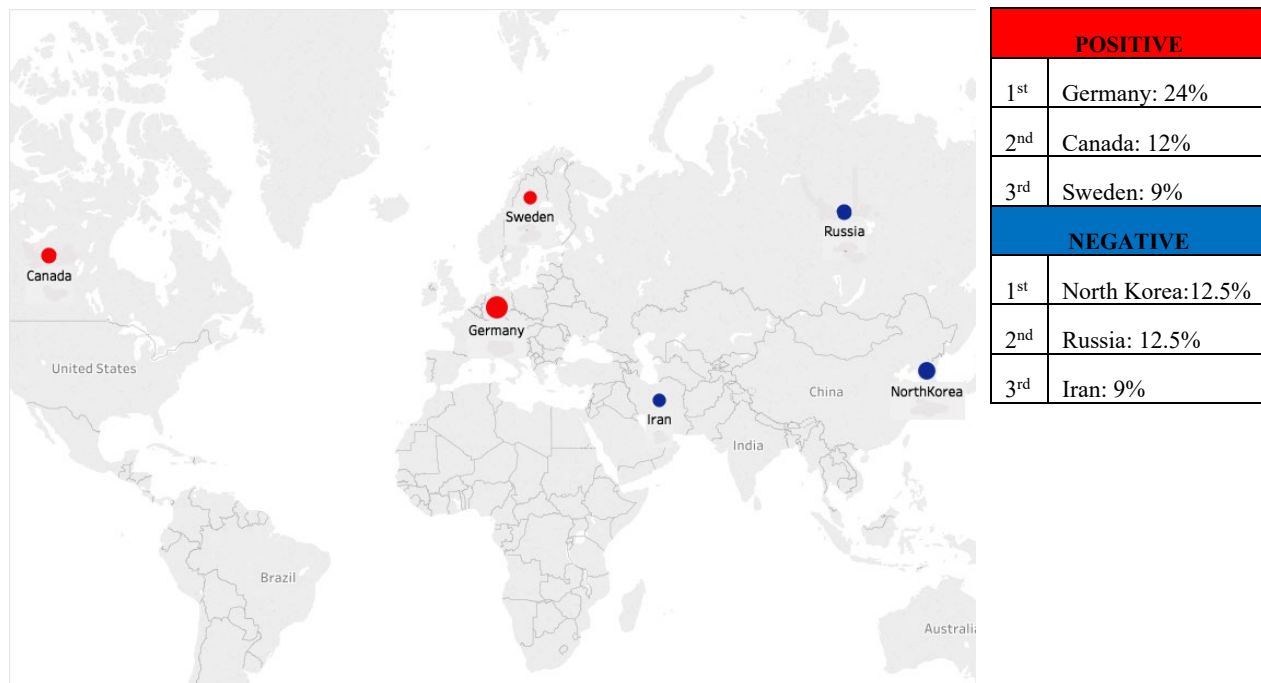 Sweden
Russia
Canada
Germany
United States
China
NorthKorea
Iran
India
Brazil
Australia
POSITIVE
1st Germany: 24%
2nd Canada: 12%
3rd Sweden: 9%
NEGATIVE
1st North Korea:12.5%
2nd Russia: 12.5%
3rd Iran: 9%